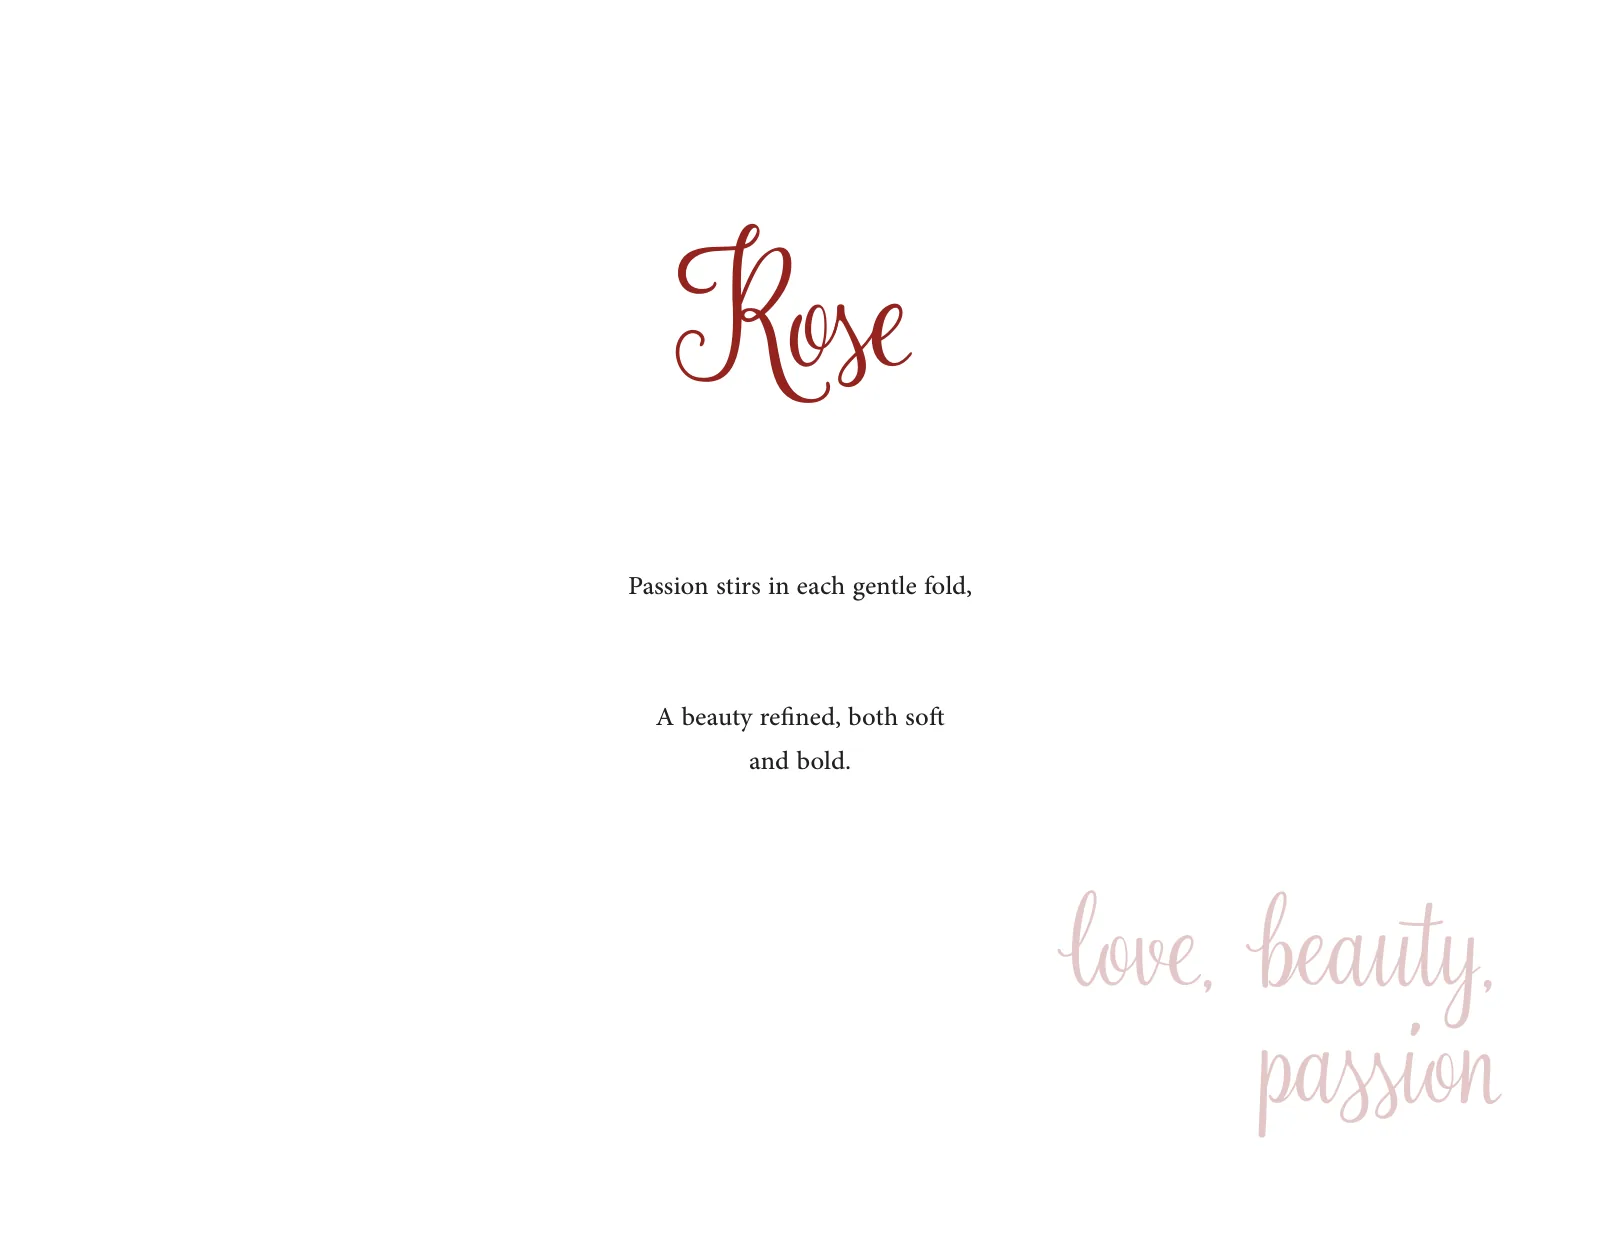 Rose
Passion stirs in each gentle fold,
A beauty refined, both soft
and bold.
love, beauty,
passion